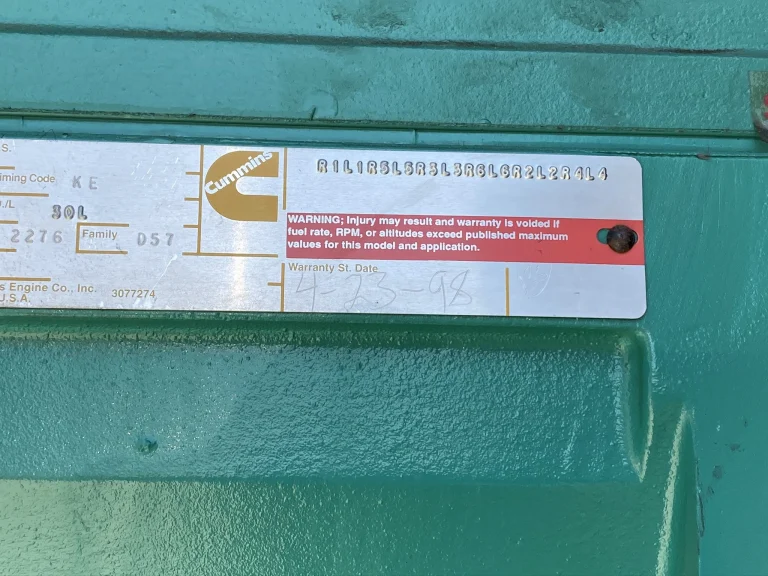 S.
iming Code KE
./L 30L
2276 Family D57
s Engine Co., Inc. 3077274
U.S.A.
Cummins
R1L1R5L5R3L3R6L6R2L2R4L4
WARNING; Injury may result and warranty is voided if
fuel rate, RPM, or altitudes exceed published maximum
values for this model and application.
Warranty St. Date
4-23-98